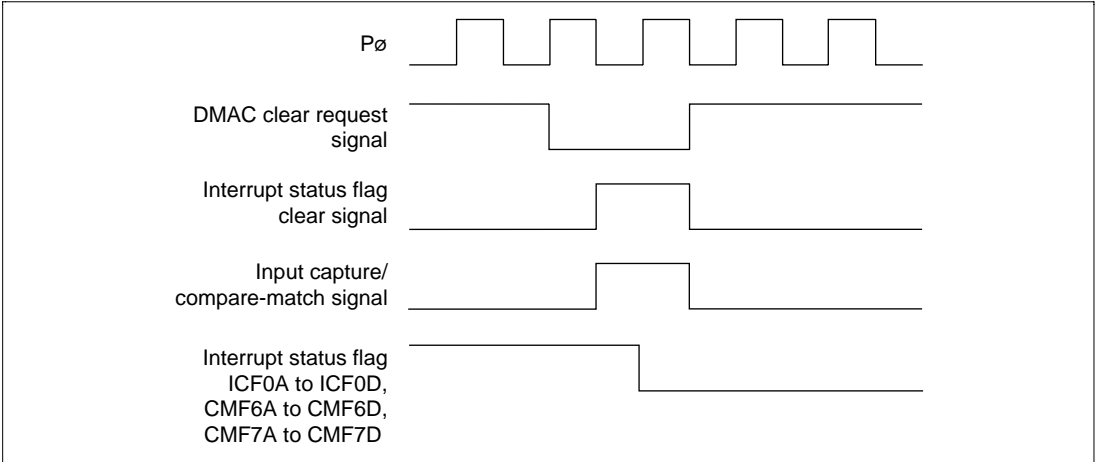 Pø
DMAC clear request
signal
Interrupt status flag
clear signal
Input capture/
compare-match signal
Interrupt status flag
ICF0A to ICF0D,
CMF6A to CMF6D,
CMF7A to CMF7D